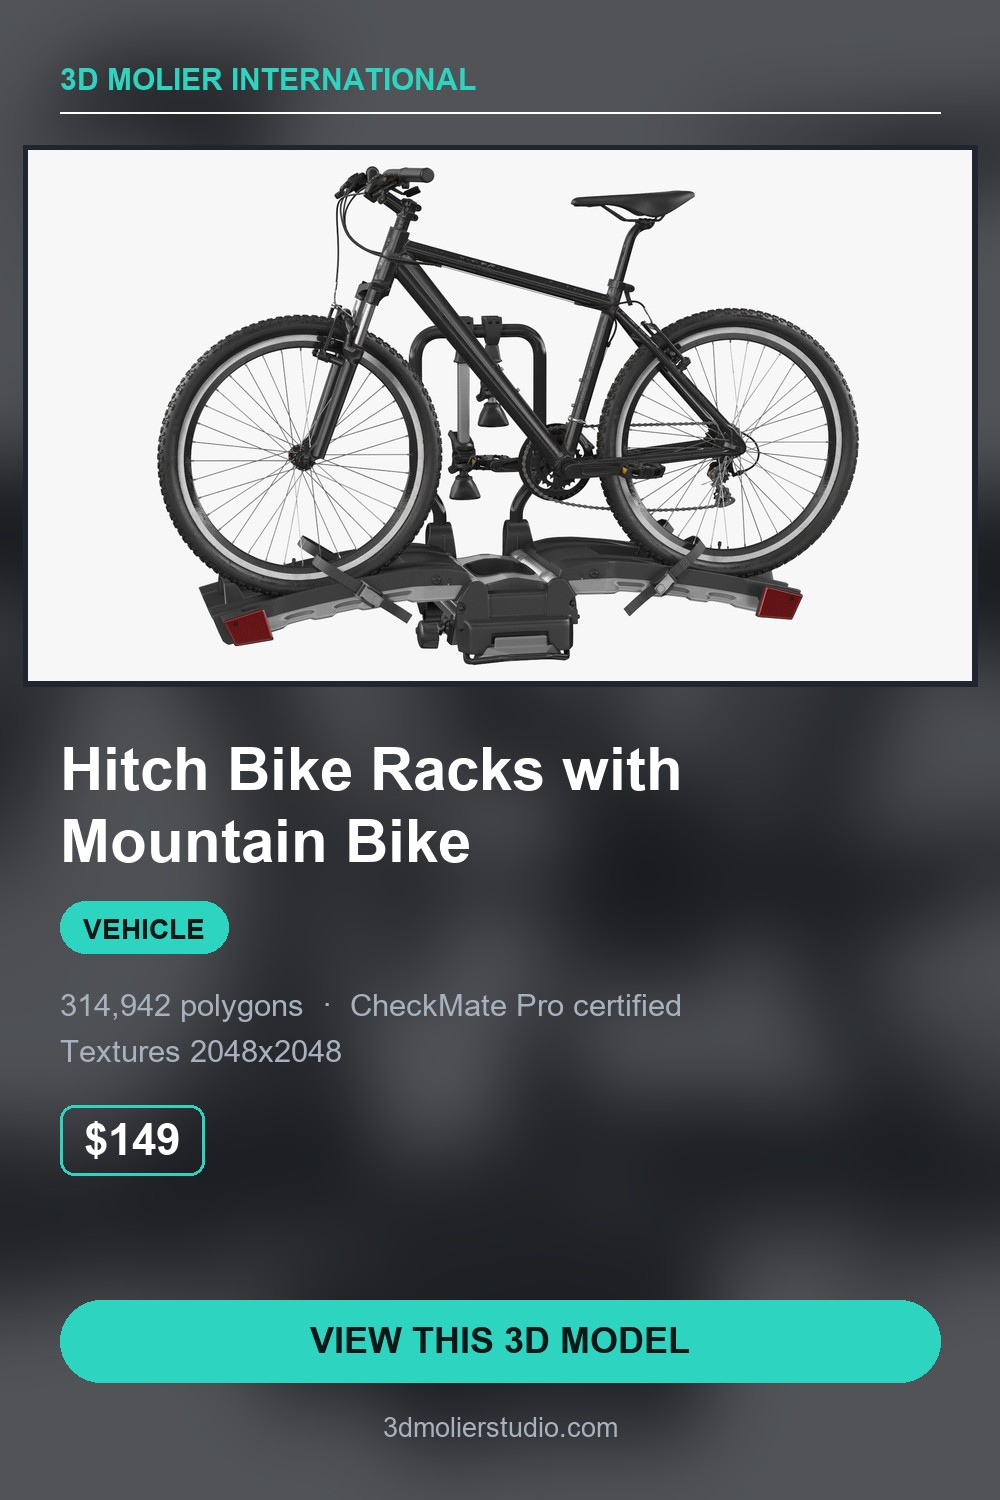 3D MOLIER INTERNATIONAL
Hitch Bike Racks with
Mountain Bike
VEHICLE
314,942 polygons · CheckMate Pro certified
Textures 2048x2048
$149
VIEW THIS 3D MODEL
3dmolierstudio.com